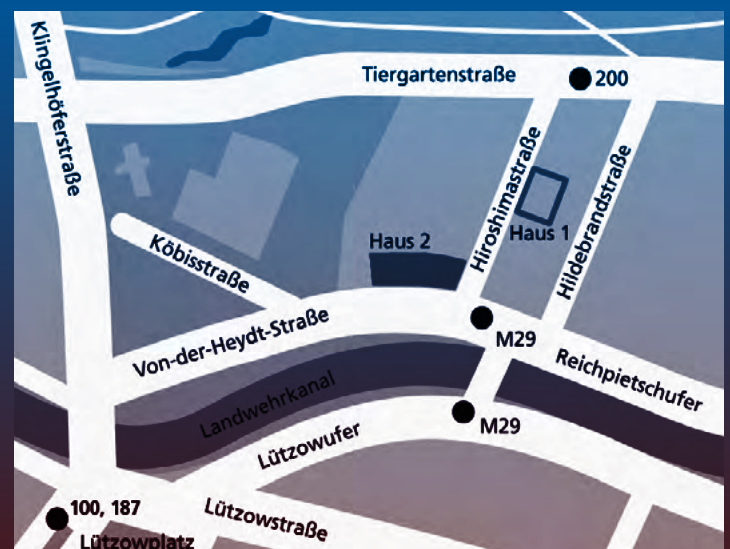 Klingelhöferstraße
Tiergartenstraße
200
Hiroshimastraße
Hildebrandstraße
Haus 1
Haus 2
Köbisstraße
Von-der-Heydt-Straße
M29
Reichpietschufer
Landwehrkanal
M29
Lützowufer
100, 187
Lützowplatz
Lützowstraße